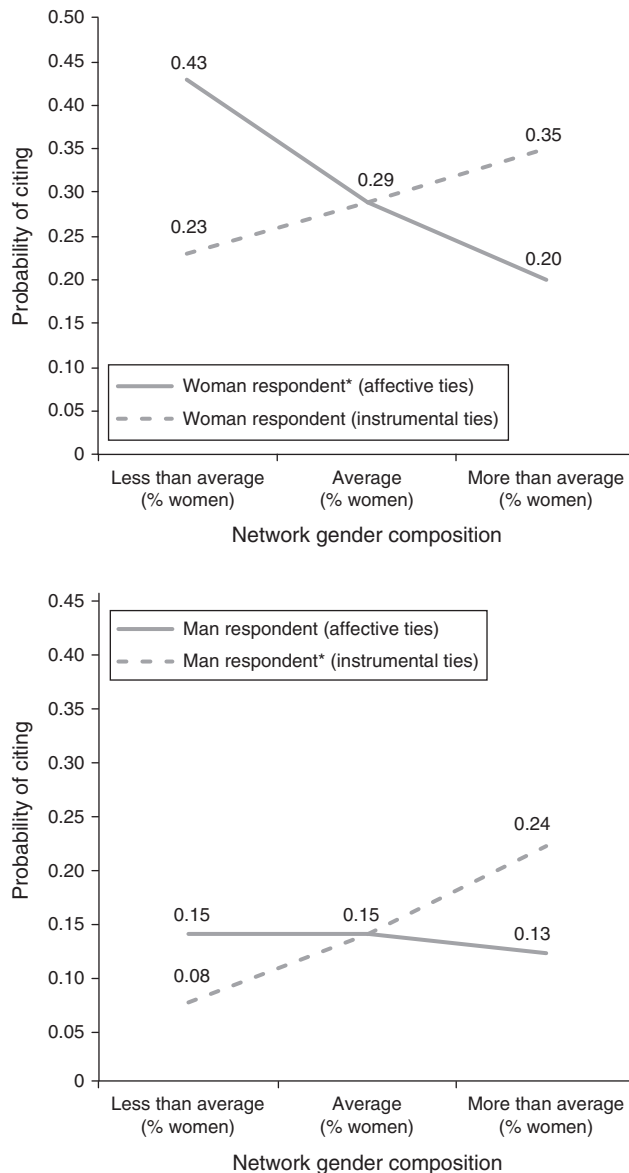 0.50
0.45
0.40
0.35
0.30
0.25
0.20
0.15
0.10
0.05
0
Probability of citing
0.43
0.29
0.35
0.23
0.20
Woman respondent* (affective ties)
Woman respondent (instrumental ties)
Less than average
(% women)
Average
(% women)
More than average
(% women)
Network gender composition
0.45
0.40
0.35
0.30
0.25
0.20
0.15
0.10
0.05
0
Probability of citing
Man respondent (affective ties)
Man respondent* (instrumental ties)
0.24
0.15
0.15
0.13
0.08
Less than average
(% women)
Average
(% women)
More than average
(% women)
Network gender composition